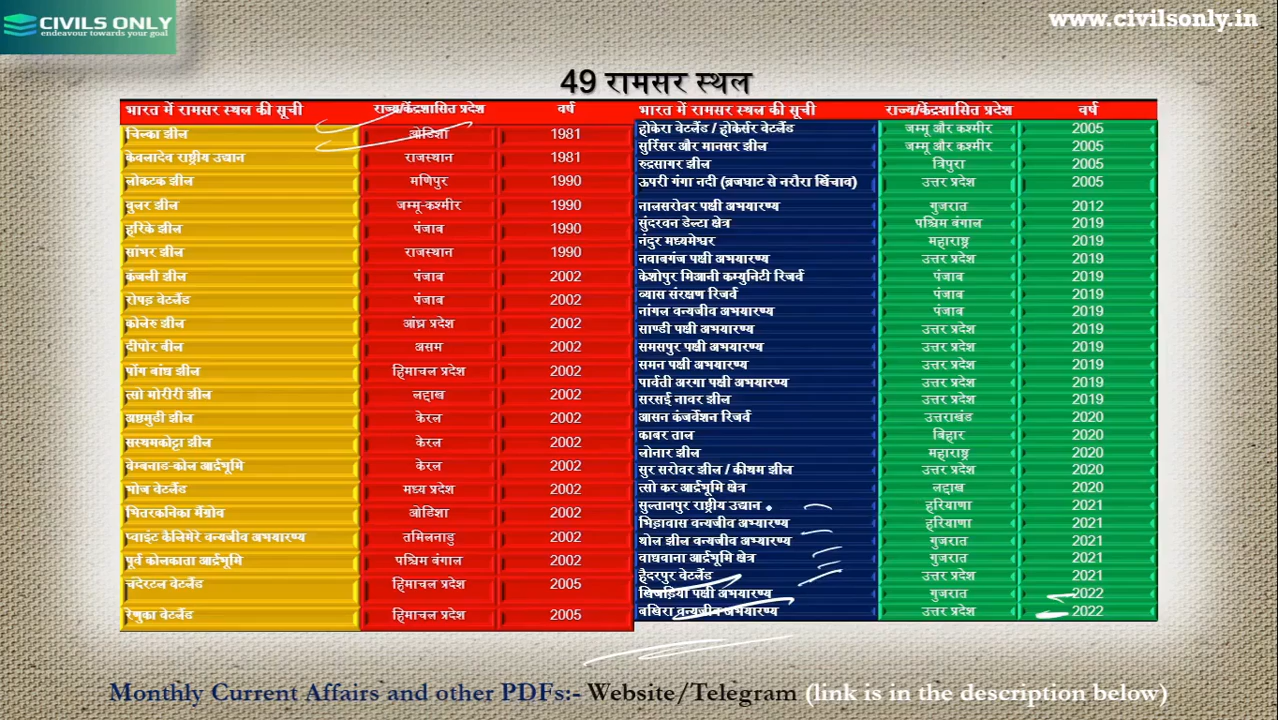 CIVILS ONLY
endeavour towards your goal
www.civilsonly.in
49 रामसर स्थल
भारत में रामसर स्थल की सूची राज्य/केंद्रशासित प्रदेश वर्ष
चिल्का झील ओडिशा 1981
केवलादेव राष्ट्रीय उद्यान राजस्थान 1981
लोकटक झील मणिपुर 1990
वुलर झील जम्मू-कश्मीर 1990
हरिके झील पंजाब 1990
सांभर झील राजस्थान 1990
कंजली झील पंजाब 2002
रोपड़ वेटलैंड पंजाब 2002
कोलेरु झील आंध्र प्रदेश 2002
दीपोर बील असम 2002
पोंग बांध झील हिमाचल प्रदेश 2002
त्सो मोरीरी झील लद्दाख 2002
अष्टमुडी झील केरल 2002
सस्थमकोट्टा झील केरल 2002
वेम्बनाड-कोल आर्द्रभूमि केरल 2002
भोज वेटलैंड मध्य प्रदेश 2002
भितरकनिका मैंग्रोव ओडिशा 2002
प्वाइंट कैलिमेरे वन्यजीव अभयारण्य तमिलनाडु 2002
पूर्व कोलकाता आर्द्रभूमि पश्चिम बंगाल 2002
चंदेरटल वेटलैंड हिमाचल प्रदेश 2005
रेणुका वेटलैंड हिमाचल प्रदेश 2005
भारत में रामसर स्थल की सूची राज्य/केंद्रशासित प्रदेश वर्ष
होकेरा वेटलैंड / होकेर्सर वेटलैंड जम्मू और कश्मीर 2005
सुरिंसर और मानसर झील जम्मू और कश्मीर 2005
रुद्रसागर झील त्रिपुरा 2005
ऊपरी गंगा नदी (ब्रजघाट से नरौरा खिंचाव) उत्तर प्रदेश 2005
नालसरोवर पक्षी अभयारण्य गुजरात 2012
सुंदरवन डेल्टा क्षेत्र पश्चिम बंगाल 2019
नंदुर मध्यमेश्वर महाराष्ट्र 2019
नवाबगंज पक्षी अभयारण्य उत्तर प्रदेश 2019
केशोपुर मिआनी कम्युनिटी रिजर्व पंजाब 2019
व्यास संरक्षण रिजर्व पंजाब 2019
नांगल वन्यजीव अभयारण्य पंजाब 2019
साण्डी पक्षी अभयारण्य उत्तर प्रदेश 2019
समसपुर पक्षी अभयारण्य उत्तर प्रदेश 2019
समन पक्षी अभयारण्य उत्तर प्रदेश 2019
पार्वती अरगा पक्षी अभयारण्य उत्तर प्रदेश 2019
सरसई नावर झील उत्तर प्रदेश 2019
आसन कंजर्वेशन रिजर्व उत्तराखंड 2020
काबर ताल बिहार 2020
लोनार झील महाराष्ट्र 2020
सुर सरोवर झील / कीथम झील उत्तर प्रदेश 2020
त्सो कर आर्द्रभूमि क्षेत्र लद्दाख 2020
सुल्तानपुर राष्ट्रीय उद्यान हरियाणा 2021
भिंड़ावास वन्यजीव अभ्यारण्य हरियाणा 2021
थोल झील वन्यजीव अभ्यारण्य गुजरात 2021
वाधवाना आर्द्रभूमि क्षेत्र गुजरात 2021
हैदरपुर वेटलैंड उत्तर प्रदेश 2021
खिजड़िया पक्षी अभयारण्य गुजरात 2022
बखिरा वन्यजीव अभयारण्य उत्तर प्रदेश 2022
Monthly Current Affairs and other PDFs:- Website/Telegram (link is in the description below)